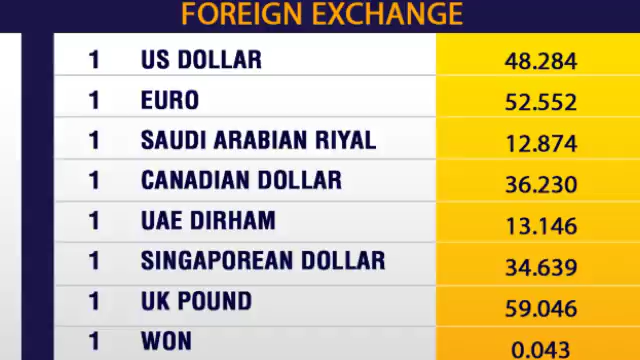 FOREIGN EXCHANGE
1 US DOLLAR 48.284
1 EURO 52.552
1 SAUDI ARABIAN RIYAL 12.874
1 CANADIAN DOLLAR 36.230
1 UAE DIRHAM 13.146
1 SINGAPOREAN DOLLAR 34.639
1 UK POUND 59.046
1 WON 0.043